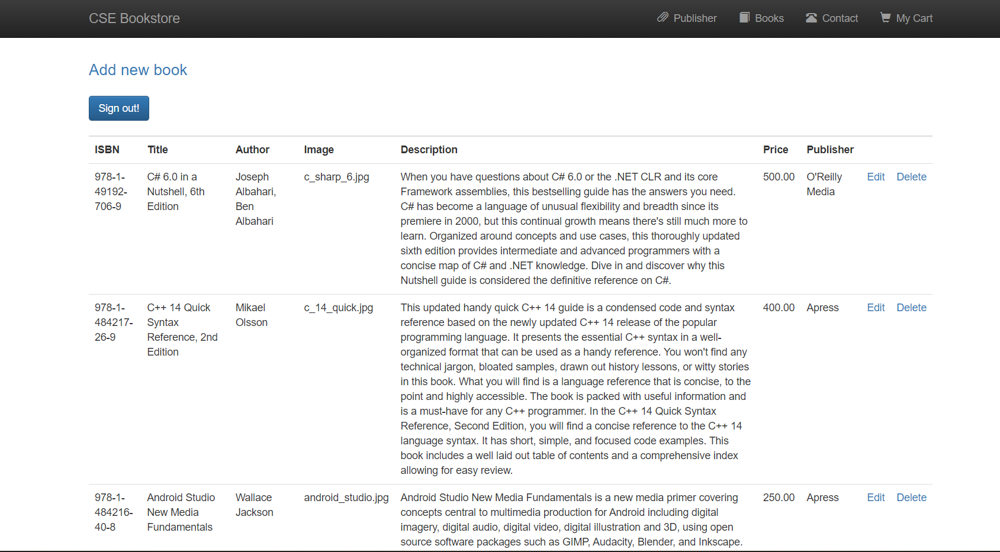 CSE Bookstore
Publisher Books Contact My Cart
Add new book
Sign out!
ISBN Title Author Image Description Price Publisher
978-1-
49192-
706-9
C# 6.0 in a
Nutshell, 6th
Edition
Joseph
Albahari,
Ben
Albahari
c_sharp_6.jpg
When you have questions about C# 6.0 or the .NET CLR and its core
Framework assemblies, this bestselling guide has the answers you need.
C# has become a language of unusual flexibility and breadth since its
premiere in 2000, but this continual growth means there's still much more to
learn. Organized around concepts and use cases, this thoroughly updated
sixth edition provides intermediate and advanced programmers with a
concise map of C# and .NET knowledge. Dive in and discover why this
Nutshell guide is considered the definitive reference on C#.
500.00
O'Reilly
Media
Edit Delete
978-1-
484217-
26-9
C++ 14 Quick
Syntax
Reference, 2nd
Edition
Mikael
Olsson
c_14_quick.jpg
This updated handy quick C++ 14 guide is a condensed code and syntax
reference based on the newly updated C++ 14 release of the popular
programming language. It presents the essential C++ syntax in a well-
organized format that can be used as a handy reference. You won't find any
technical jargon, bloated samples, drawn out history lessons, or witty stories
in this book. What you will find is a language reference that is concise, to the
point and highly accessible. The book is packed with useful information and
is a must-have for any C++ programmer. In the C++ 14 Quick Syntax
Reference, Second Edition, you will find a concise reference to the C++ 14
language syntax. It has short, simple, and focused code examples. This
book includes a well laid out table of contents and a comprehensive index
allowing for easy review.
400.00
Apress
Edit Delete
978-1-
484216-
40-8
Android Studio
New Media
Fundamentals
Wallace
Jackson
android_studio.jpg
Android Studio New Media Fundamentals is a new media primer covering
concepts central to multimedia production for Android including digital
imagery, digital audio, digital video, digital illustration and 3D, using open
source software packages such as GIMP, Audacity, Blender, and Inkscape.
250.00
Apress
Edit Delete